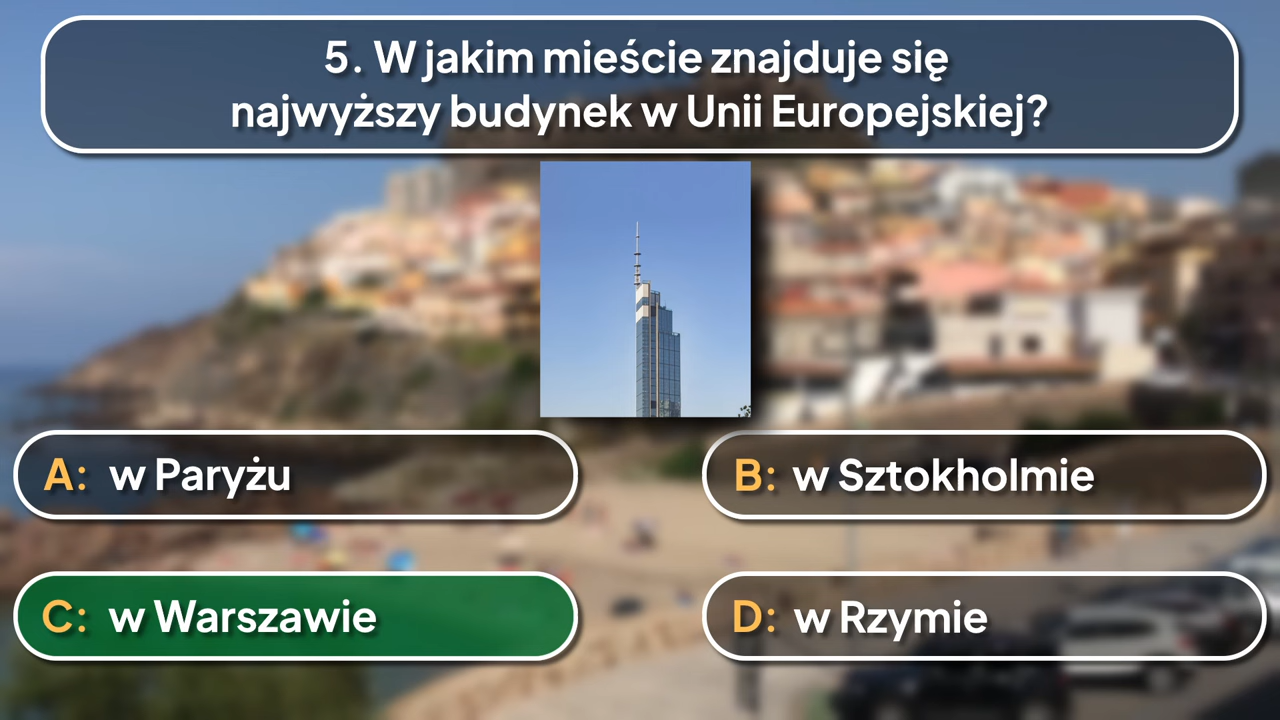 5. W jakim mieście znajduje się
najwyższy budynek w Unii Europejskiej?
A: w Paryżu
B: w Sztokholmie
C: w Warszawie
D: w Rzymie